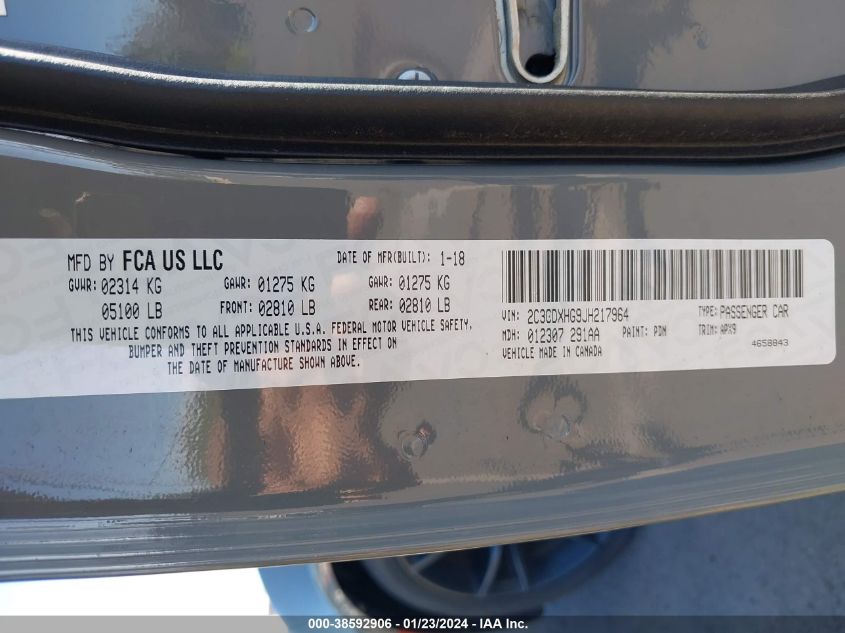 MFD BY FCA US LLC DATE OF MFR(BUILT): 1-18
GVWR: 02314 KG GAWR: 01275 KG GAWR: 01275 KG
05100 LB FRONT: 02810 LB REAR: 02810 LB
THIS VEHICLE CONFORMS TO ALL APPLICABLE U.S.A. FEDERAL MOTOR VEHICLE SAFETY,
BUMPER AND THEFT PREVENTION STANDARDS IN EFFECT ON
THE DATE OF MANUFACTURE SHOWN ABOVE.
VIN: 2C3CDXHG9JH217964 TYPE: PASSENGER CAR
MDH: 012307 291AA PAINT: PDN TRIM: APX9
VEHICLE MADE IN CANADA 4658843
000-38592906 - 01/23/2024 - IAA Inc.